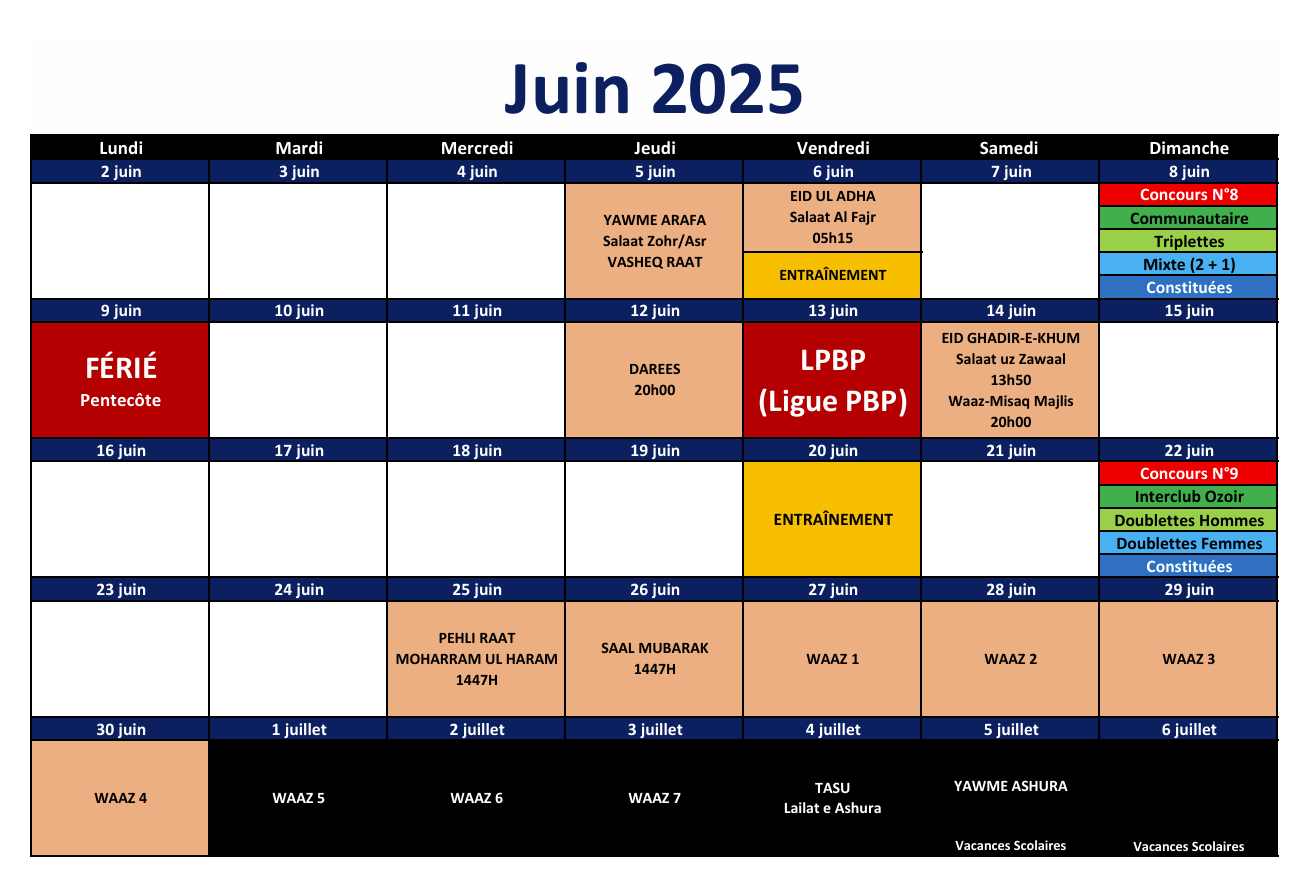 Juin 2025
Lundi Mardi Mercredi Jeudi Vendredi Samedi Dimanche
2 juin 3 juin 4 juin 5 juin 6 juin 7 juin 8 juin
YAWME ARAFA
Salaat Zohr/Asr
VASHEQ RAAT
EID UL ADHA
Salaat Al Fajr
05h15
ENTRAÎNEMENT
Concours N°8
Communautaire
Triplettes
Mixte (2 + 1)
Constituées
9 juin 10 juin 11 juin 12 juin 13 juin 14 juin 15 juin
FÉRIÉ
Pentecôte
DAREES
20h00
LPBP
(Ligue PBP)
EID GHADIR-E-KHUM
Salaat uz Zawaal
13h50
Waaz-Misaq Majlis
20h00
16 juin 17 juin 18 juin 19 juin 20 juin 21 juin 22 juin
ENTRAÎNEMENT
Concours N°9
Interclub Ozoir
Doublettes Hommes
Doublettes Femmes
Constituées
23 juin 24 juin 25 juin 26 juin 27 juin 28 juin 29 juin
PEHLI RAAT
MOHARRAM UL HARAM
1447H
SAAL MUBARAK
1447H
WAAZ 1
WAAZ 2
WAAZ 3
30 juin 1 juillet 2 juillet 3 juillet 4 juillet 5 juillet 6 juillet
WAAZ 4
WAAZ 5
WAAZ 6
WAAZ 7
TASU
Lailat e Ashura
YAWME ASHURA
Vacances Scolaires
Vacances Scolaires